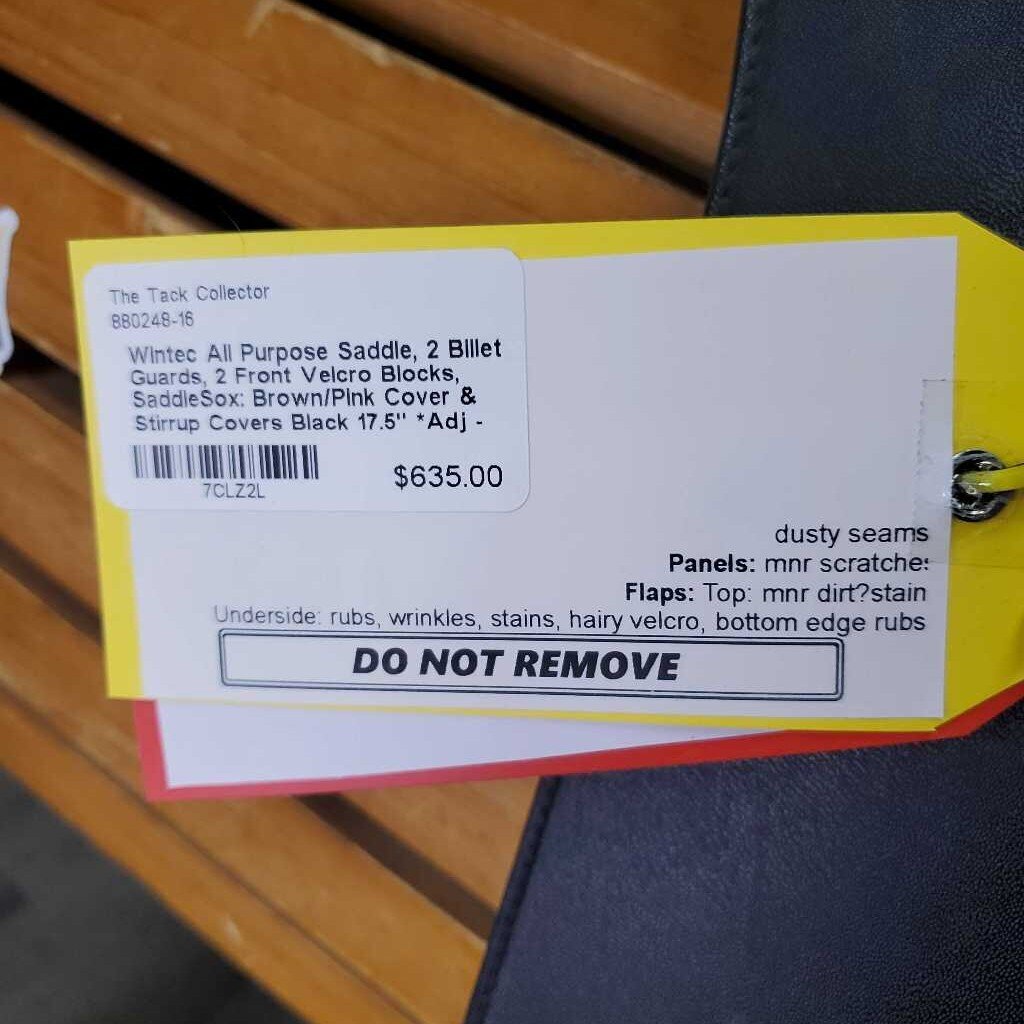 The Tack Collector
880248-16
Wintec All Purpose Saddle, 2 Billet
Guards, 2 Front Velcro Blocks,
SaddleSox: Brown/Pink Cover &
Stirrup Covers Black 17.5" *Adj -
$635.00
7CLZ2L
dusty seams
Panels: mnr scratches
Flaps: Top: mnr dirt?stain
Underside: rubs, wrinkles, stains, hairy velcro, bottom edge rubs
DO NOT REMOVE